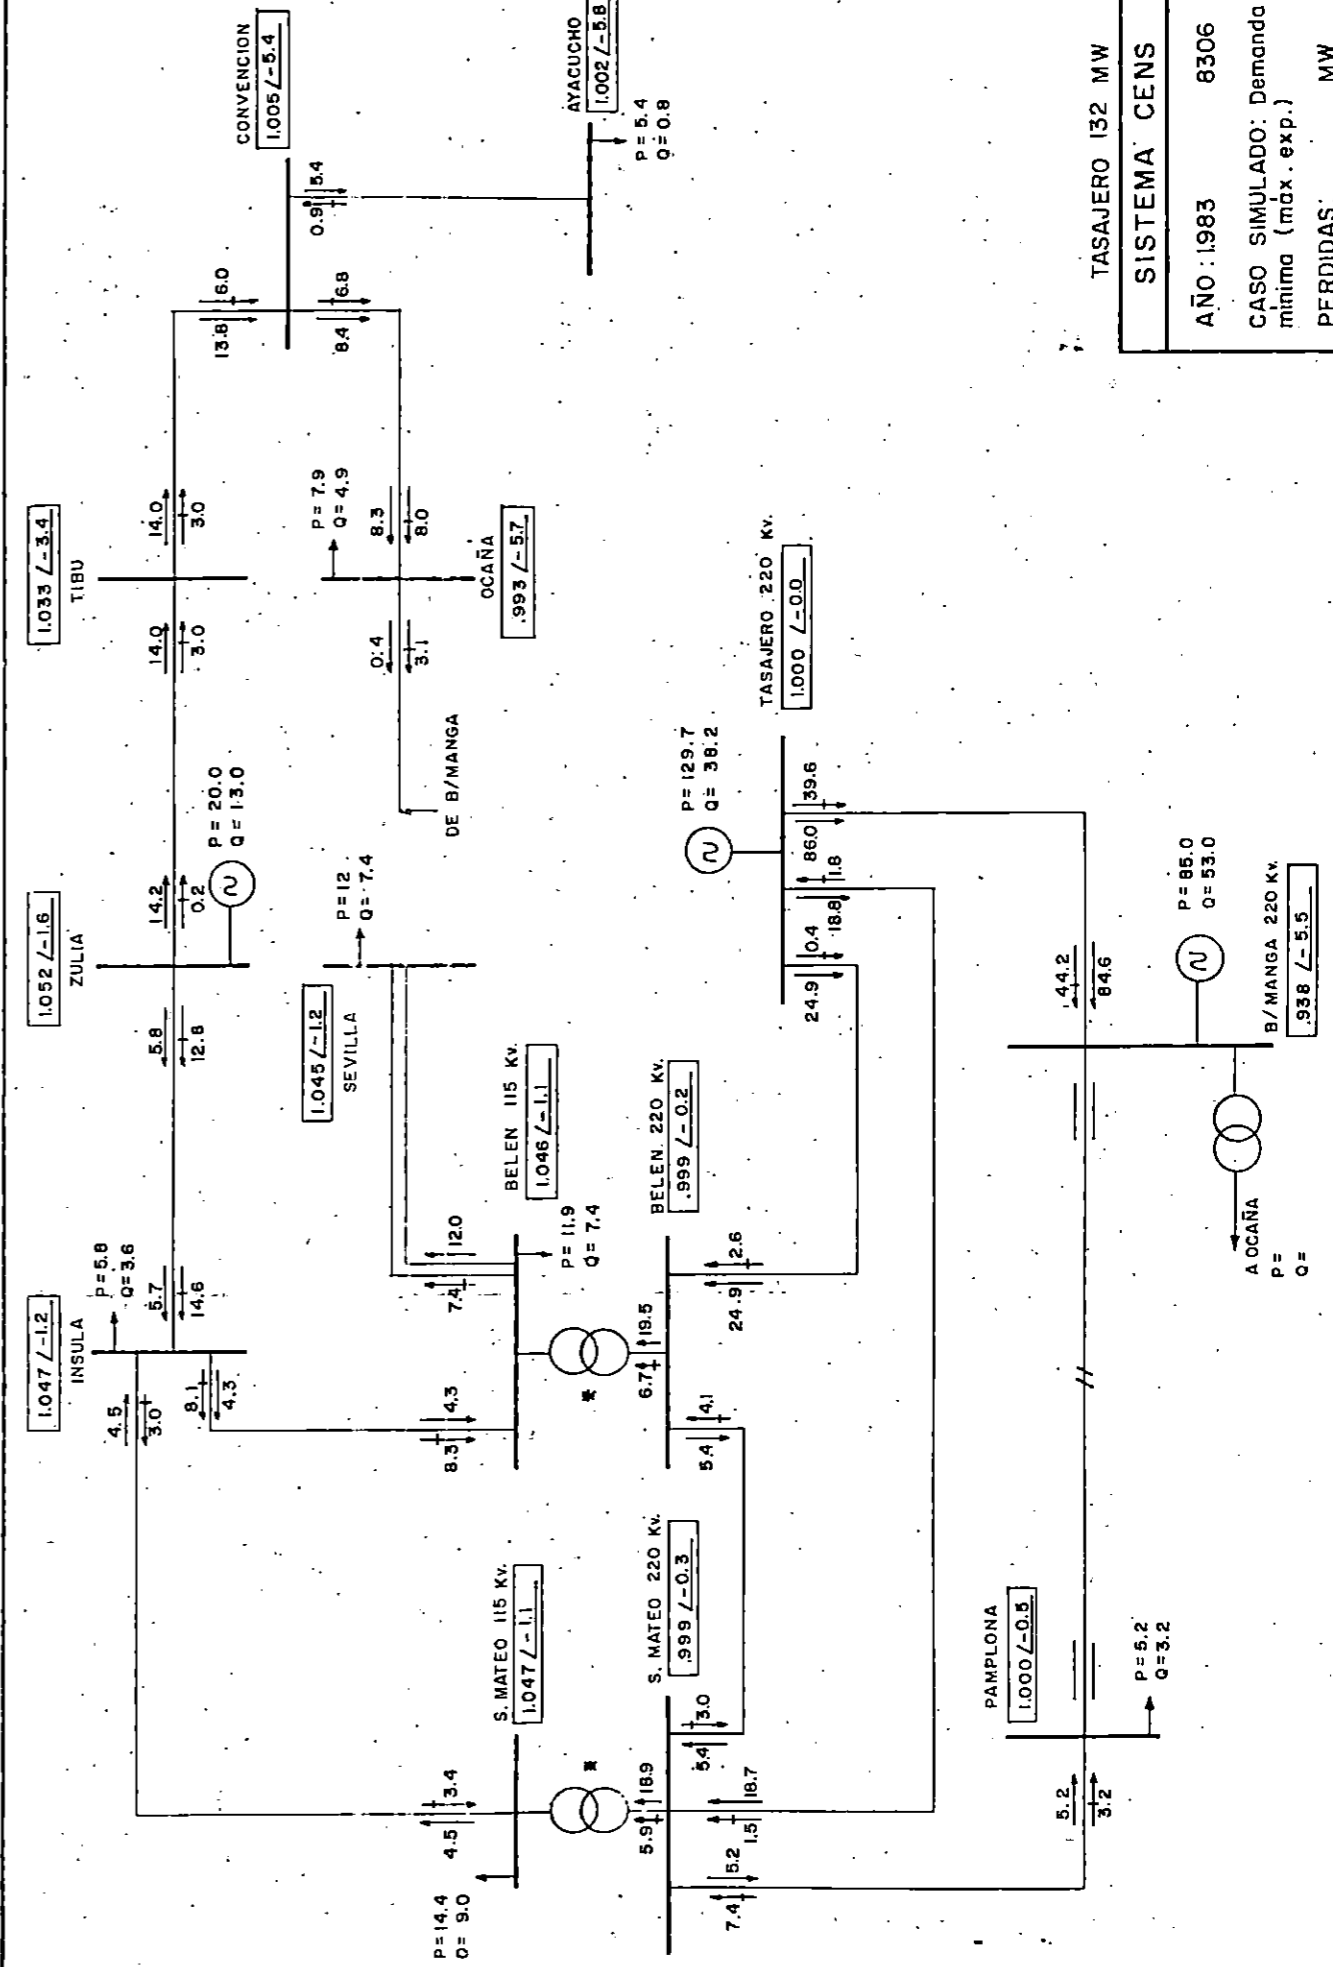 CONVENCION
1.005 /-5.4
AYACUCHO
1.002 /-5.8
P = 5.4
Q = 0.8
0.9
5.4
13.8
6.0
8.4
6.8
1.033 /-3.4
TIBU
14.0
3.0
14.0
3.0
P = 7.9
Q = 4.9
8.3
8.0
OCAÑA
.993 /-5.7
0.4
3.1
DE B/MANGA
1.052 /-1.6
ZULIA
14.2
0.2
P = 20.0
Q = 13.0
5.8
12.8
P = 12
Q = 7.4
1.045 /-1.2
SEVILLA
1.047 /-1.2
INSULA
P = 5.8
Q = 3.6
5.7
14.6
4.5
3.0
8.1
4.3
BELEN 115 Kv.
1.046 /-1.1
12.0
7.4
P = 11.9
Q = 7.4
8.3
4.3
*
6.7
19.5
BELEN 220 Kv.
.999 /-0.2
24.9
2.6
5.4
4.1
TASAJERO 220 Kv.
1.000 /-0.0
P = 129.7
Q = 38.2
86.0
39.6
18.8
1.8
24.9
0.4
S. MATEO 115 Kv.
1.047 /-1.1
P = 14.4
Q = 9.0
4.5
3.4
*
5.9
18.9
S. MATEO 220 Kv.
.999 /-0.3
5.4
3.0
1.5
18.7
7.4
5.2
PAMPLONA
1.000 /-0.5
P = 5.2
Q = 3.2
5.2
3.2
44.2
84.6
P = 85.0
Q = 53.0
B/MANGA 220 Kv.
.938 /-5.5
A OCAÑA
P =
Q =
TASAJERO 132 MW
SISTEMA CENS
AÑO : 1.983 8306
CASO SIMULADO: Demanda
mínima (máx. exp.)
PERDIDAS MW